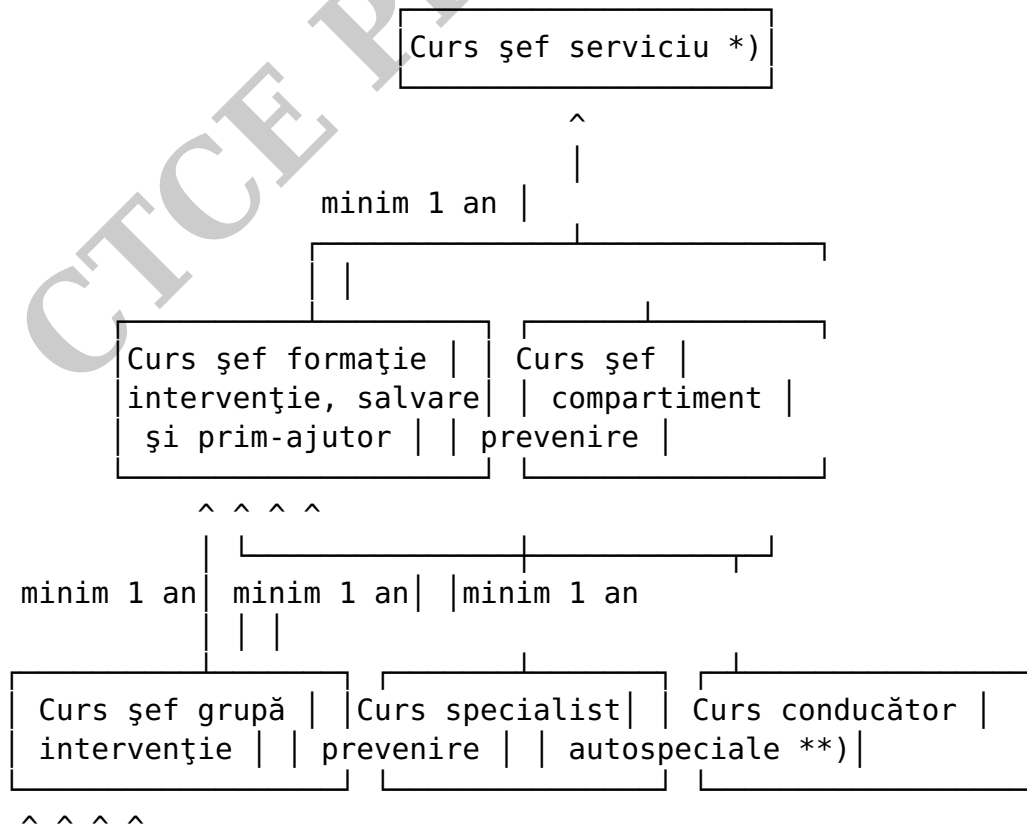 CTCE P
Curs şef serviciu *)
^
minim 1 an
Curs şef formaţie | | Curs şef |
|intervenţie, salvare| | compartiment |
| şi prim-ajutor | | prevenire |
^ ^ ^ ^
minim 1 an| minim 1 an| |minim 1 an
| | |
| Curs şef grupă | |Curs specialist| | Curs conducător |
| intervenţie | | prevenire | | autospeciale **)|
^ ^ ^ ^